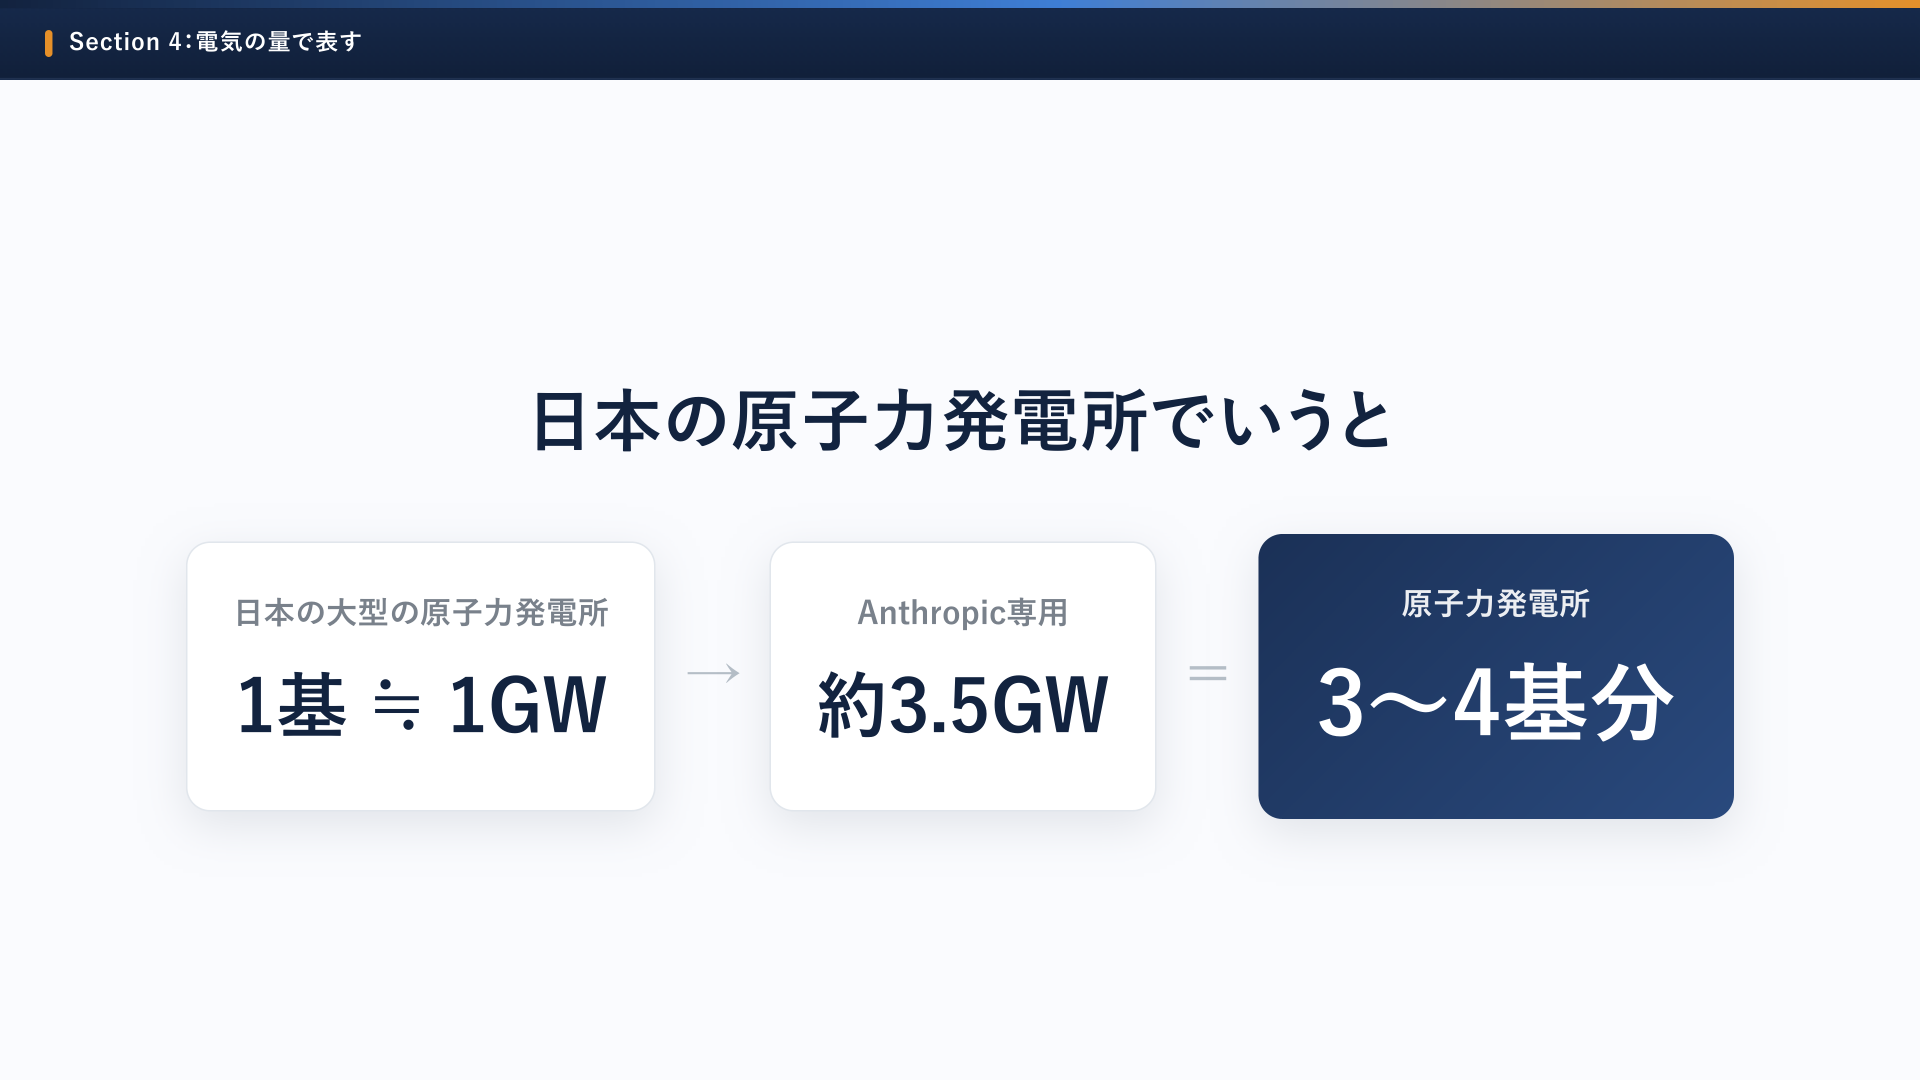 Section 4：電気の量で表す
日本の原子力発電所でいうと
日本の大型の原子力発電所
1基 ≒ 1GW
→
Anthropic専用
約3.5GW
＝
原子力発電所
3〜4基分